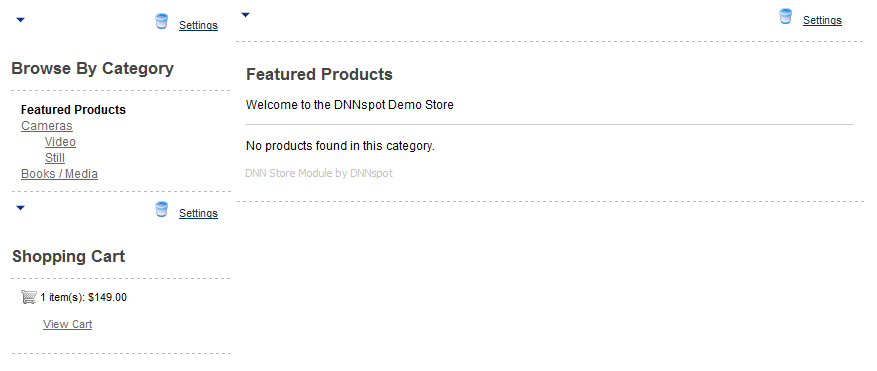 Settings
Browse By Category
Featured Products
Cameras
Video
Still
Books / Media
Settings
Shopping Cart
1 item(s): $149.00
View Cart
Settings
Featured Products
Welcome to the DNNspot Demo Store
No products found in this category.
DNN Store Module by DNNspot